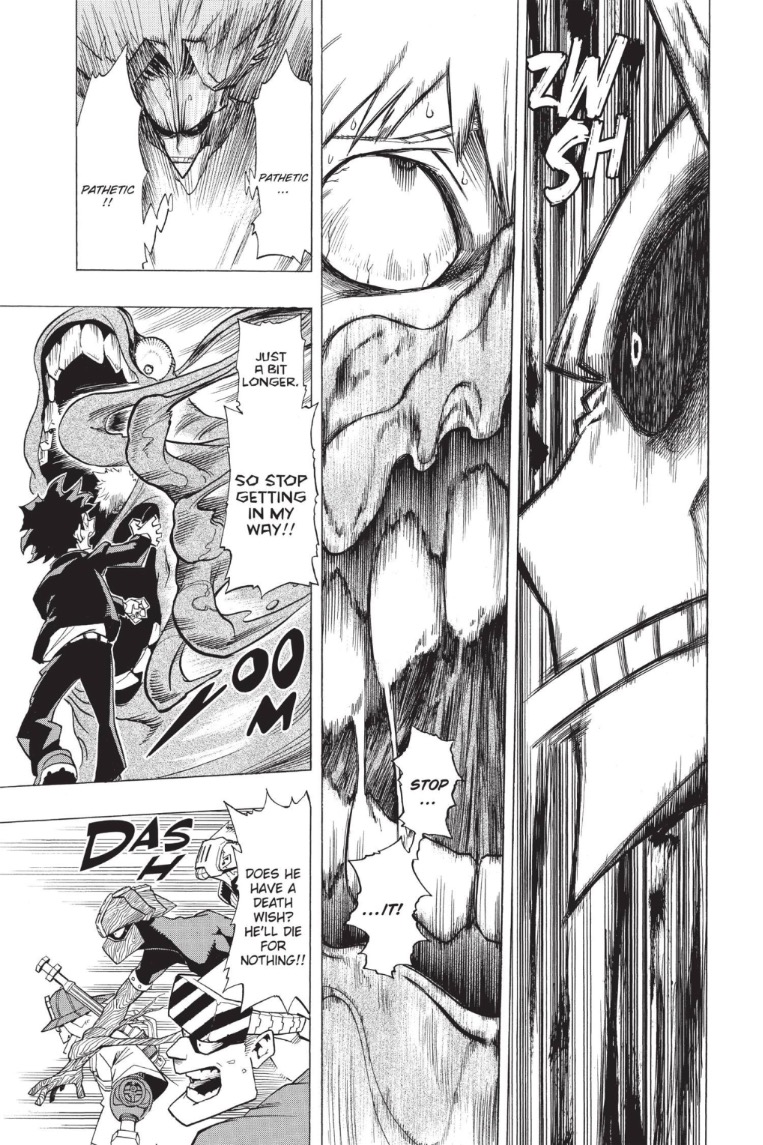 ZW
SH
STOP
...
...IT!
PATHETIC
...
PATHETIC
!!
JUST
A BIT
LONGER.
SO STOP
GETTING
IN MY
WAY!!
ZOO
M
DAS
H
DOES HE
HAVE A
DEATH
WISH?
HE'LL DIE
FOR
NOTHING!!